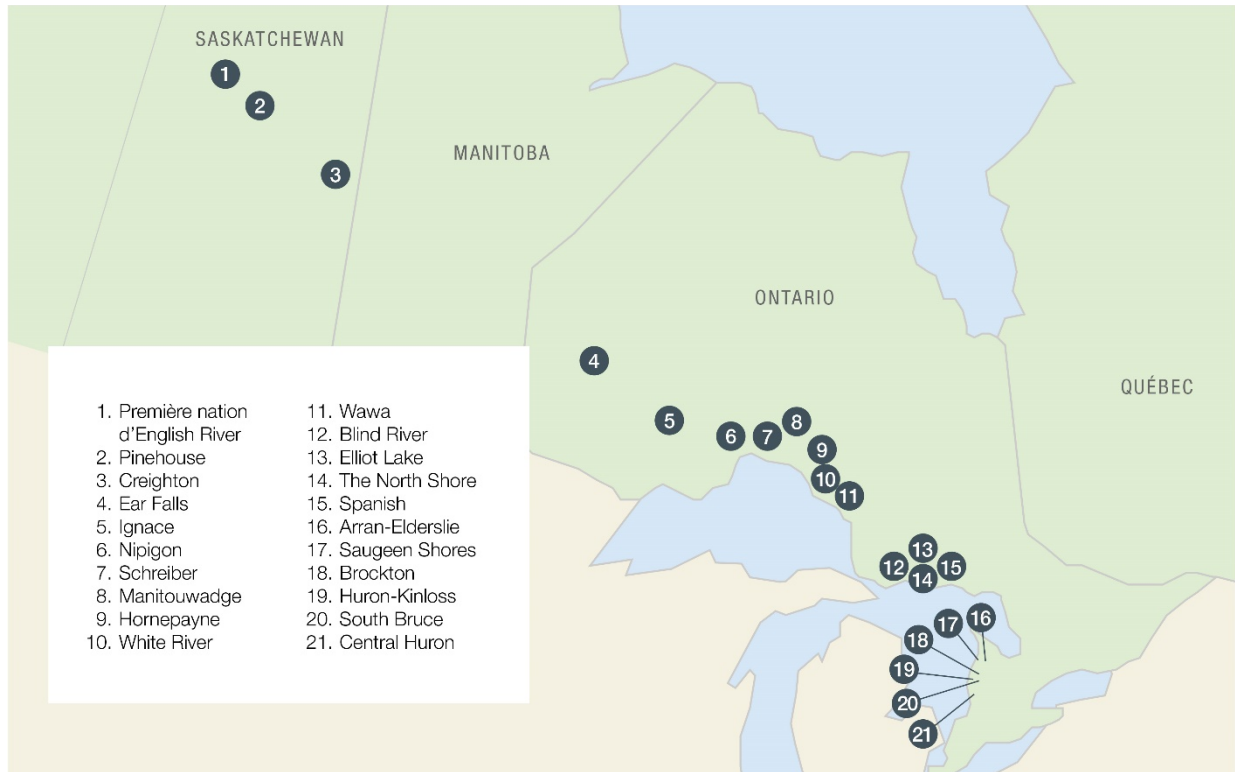 SASKATCHEWAN
1
2
3
MANITOBA
ONTARIO
QUÉBEC
4
5
6
7
8
9
10
11
12
13
14
15
16
17
18
19
20
21
1. Première nation
d'English River
2. Pinehouse
3. Creighton
4. Ear Falls
5. Ignace
6. Nipigon
7. Schreiber
8. Manitouwadge
9. Hornepayne
10. White River
11. Wawa
12. Blind River
13. Elliot Lake
14. The North Shore
15. Spanish
16. Arran-Elderslie
17. Saugeen Shores
18. Brockton
19. Huron-Kinloss
20. South Bruce
21. Central Huron